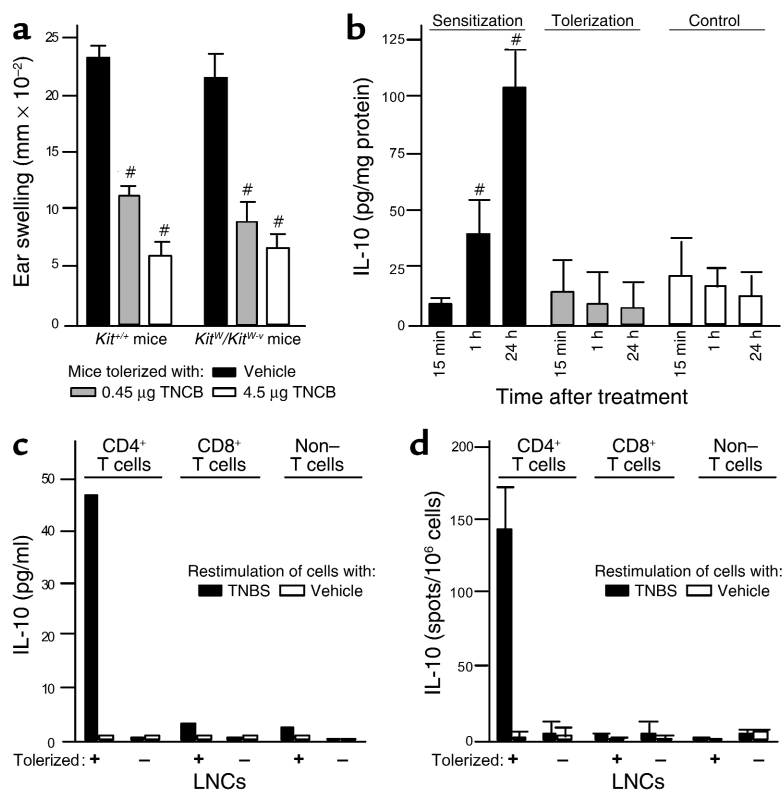 a
Ear swelling (mm × 10⁻²)
25
20
15
10
5
0
#
#
#
#
Kit⁺/⁺ mice
Kitᵂ/Kitᵂ⁻ᵛ mice
Mice tolerized with:
Vehicle
0.45 µg TNCB
4.5 µg TNCB
b
Sensitization
Tolerization
Control
IL-10 (pg/mg protein)
125
100
75
50
25
0
#
#
15 min
1 h
24 h
15 min
1 h
24 h
15 min
1 h
24 h
Time after treatment
c
CD4⁺
T cells
CD8⁺
T cells
Non–
T cells
IL-10 (pg/ml)
50
40
30
20
10
0
Restimulation of cells with:
TNBS
Vehicle
Tolerized: + – + – + –
LNCs
d
CD4⁺
T cells
CD8⁺
T cells
Non–
T cells
IL-10 (spots/10⁶ cells)
200
150
100
50
0
Restimulation of cells with:
TNBS
Vehicle
Tolerized: + – + – + –
LNCs